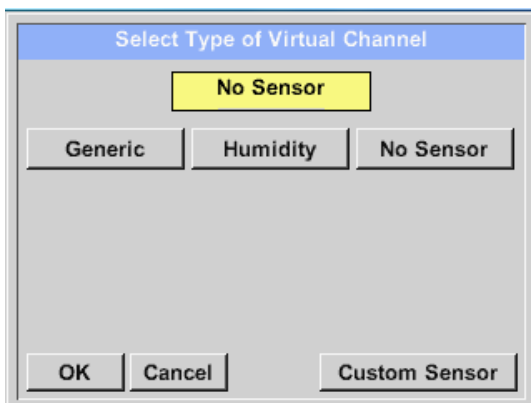 Select Type of Virtual Channel
No Sensor
Generic Humidity No Sensor
OK Cancel Custom Sensor